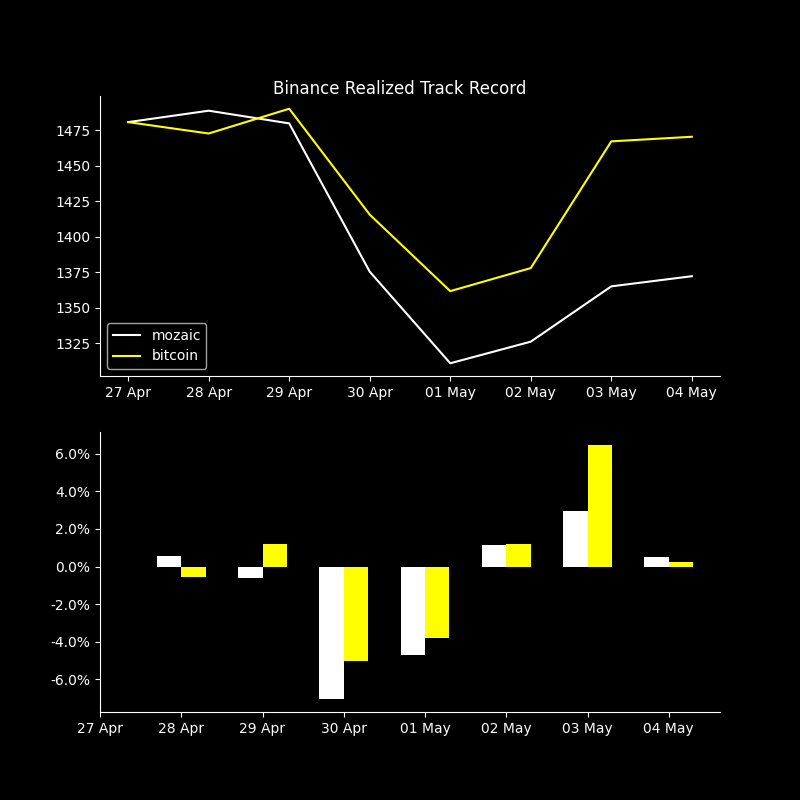 Binance Realized Track Record
1475
1450
1425
1400
1375
1350
1325
mozaic
bitcoin
27 Apr 28 Apr 29 Apr 30 Apr 01 May 02 May 03 May 04 May
6.0%
4.0%
2.0%
0.0%
-2.0%
-4.0%
-6.0%
27 Apr 28 Apr 29 Apr 30 Apr 01 May 02 May 03 May 04 May